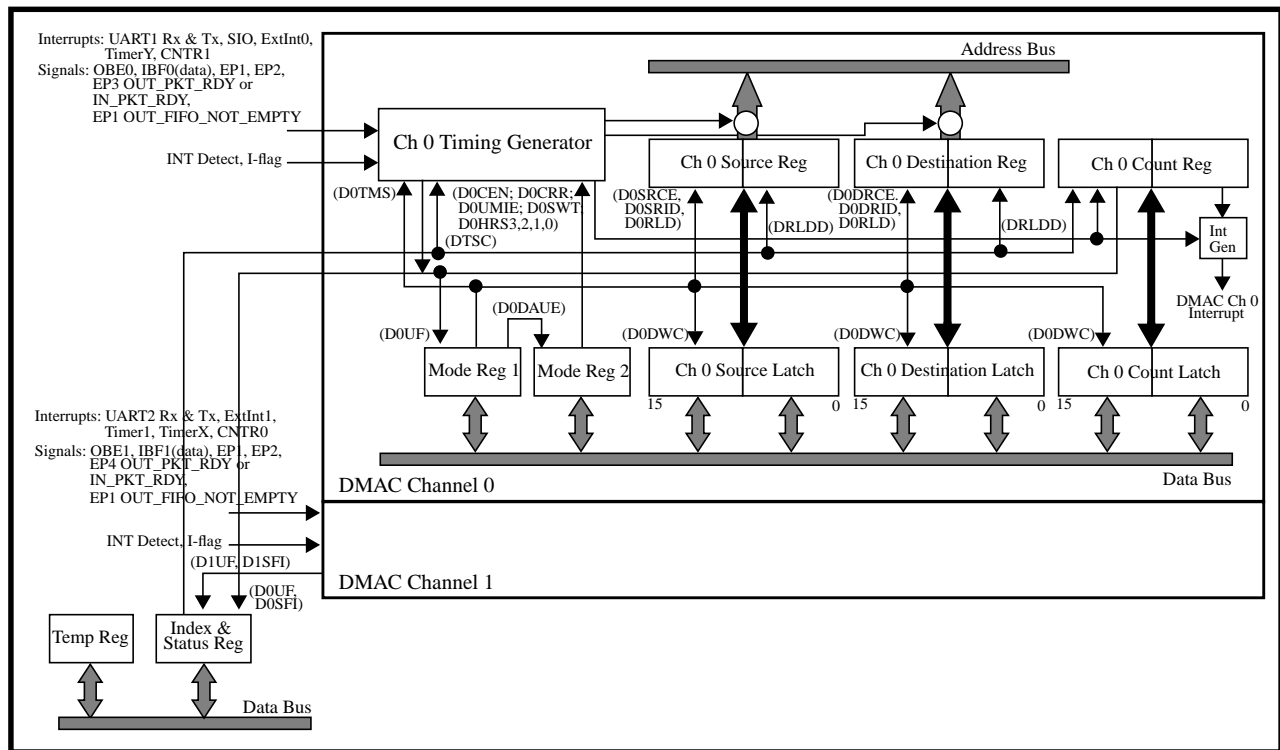 Interrupts: UART1 Rx & Tx, SIO, ExtInt0,
TimerY, CNTR1
Signals: OBE0, IBF0(data), EP1, EP2,
EP3 OUT_PKT_RDY or
IN_PKT_RDY,
EP1 OUT_FIFO_NOT_EMPTY
INT Detect, I-flag
Address Bus
Ch 0 Timing Generator
Ch 0 Source Reg
Ch 0 Destination Reg
Ch 0 Count Reg
(D0TMS)
(D0CEN; D0CRR;
D0UMIE; D0SWT;
D0HRS3,2,1,0)
(DTSC)
(D0SRCE,
D0SRID,
D0RLD)
(DRLDD)
(D0DRCE.
D0DRID,
D0RLD)
(DRLDD)
Int
Gen
DMAC Ch 0
Interrupt
(D0UF)
(D0DAUE)
(D0DWC)
(D0DWC)
(D0DWC)
Mode Reg 1
Mode Reg 2
Ch 0 Source Latch
Ch 0 Destination Latch
Ch 0 Count Latch
15
0
15
0
15
0
Data Bus
DMAC Channel 0
Interrupts: UART2 Rx & Tx, ExtInt1,
Timer1, TimerX, CNTR0
Signals: OBE1, IBF1(data), EP1, EP2,
EP4 OUT_PKT_RDY or
IN_PKT_RDY,
EP1 OUT_FIFO_NOT_EMPTY
INT Detect, I-flag
(D1UF, D1SFI)
DMAC Channel 1
(D0UF,
D0SFI)
Temp Reg
Index &
Status Reg
Data Bus